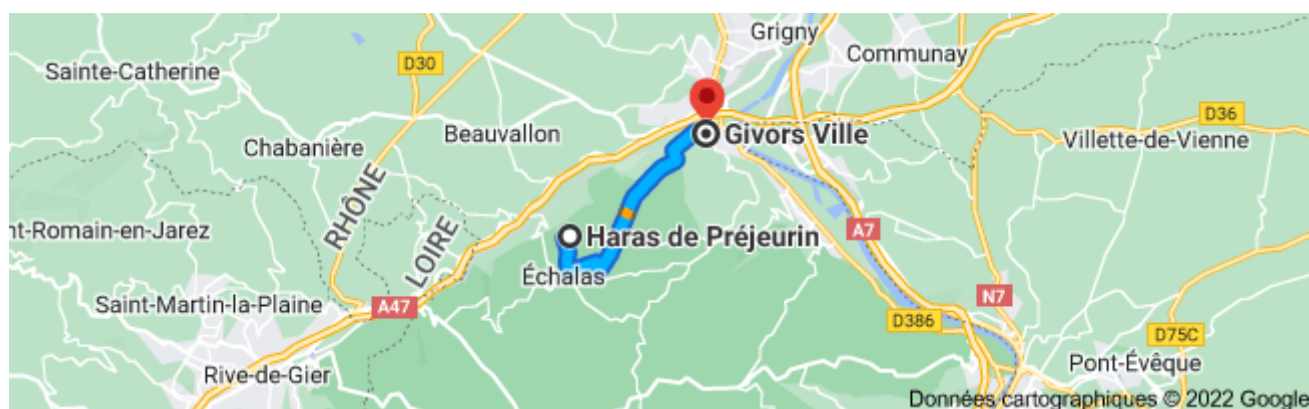 Grigny
Sainte-Catherine
D30
Communay
Beauvallon
Givors Ville
D36
Chabanière
Villette-de-Vienne
RHÔNE
nt-Romain-en-Jarez
LOIRE
Haras de Préjeurin
A7
Échalas
Saint-Martin-la-Plaine
A47
N7
D386
D75C
Rive-de-Gier
Pont-Évêque
Données cartographiques © 2022 Google